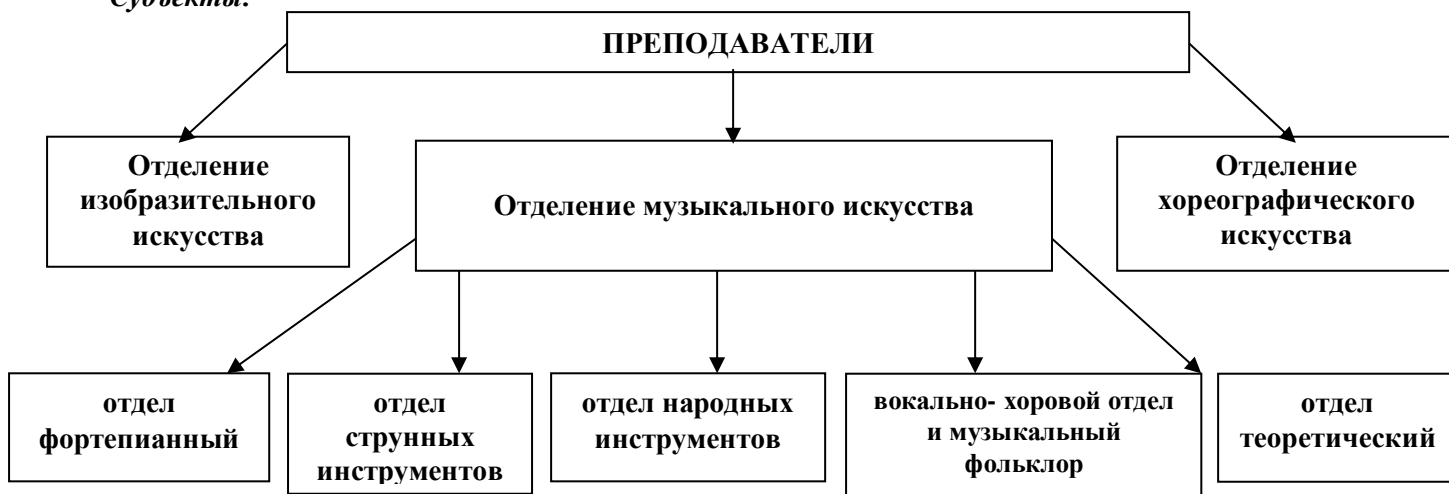 Субъекты:
ПРЕПОДАВАТЕЛИ
Отделение
изобразительного
искусства
Отделение музыкального искусства
Отделение
хореографического
искусства
отдел
фортепианный
отдел
струнных
инструментов
отдел народных
инструментов
вокально- хоровой отдел
и музыкальный
фольклор
отдел
теоретический